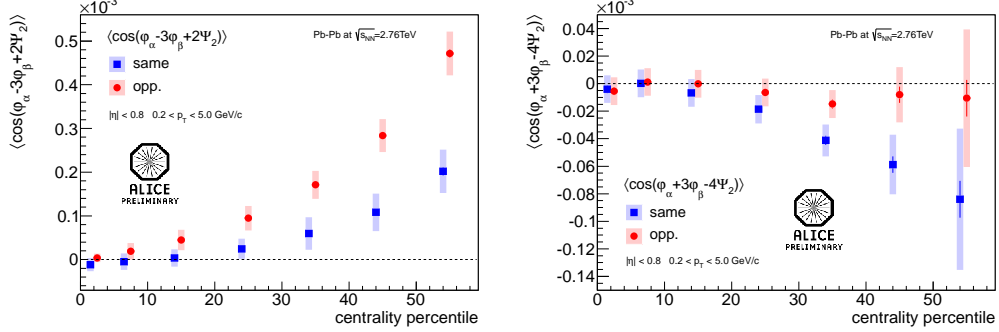 ×10⁻³
⟨cos(φα-3φβ+2Ψ₂)⟩
0.5
0.4
0.3
0.2
0.1
0
⟨cos(φα-3φβ+2Ψ₂)⟩
same
opp.
|η| < 0.8 0.2 < pT < 5.0 GeV/c
Pb-Pb at √sNN=2.76TeV
ALICE
PRELIMINARY
0 10 20 30 40 50
centrality percentile
×10⁻³
⟨cos(φα+3φβ-4Ψ₂)⟩
0.04
0.02
0
−0.02
−0.04
−0.06
−0.08
−0.1
−0.12
−0.14
Pb-Pb at √sNN=2.76TeV
⟨cos(φα+3φβ-4Ψ₂)⟩
same
opp.
|η| < 0.8 0.2 < pT < 5.0 GeV/c
ALICE
PRELIMINARY
0 10 20 30 40 50
centrality percentile